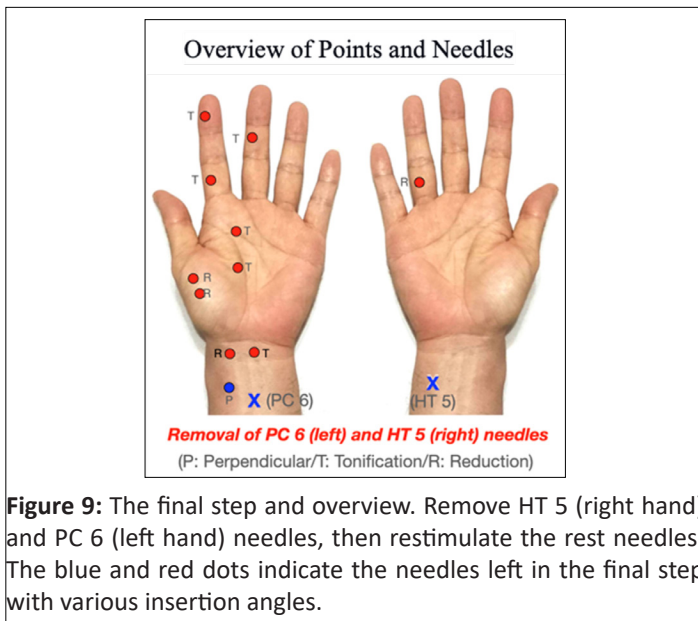 Overview of Points and Needles
T
T
T
R
T
T
R
T
R
R T
P X (PC 6)
X
(HT 5)
Removal of PC 6 (left) and HT 5 (right) needles
(P: Perpendicular/T: Tonification/R: Reduction)
Figure 9: The final step and overview. Remove HT 5 (right hand)
and PC 6 (left hand) needles, then restimulate the rest needles.
The blue and red dots indicate the needles left in the final step
with various insertion angles.